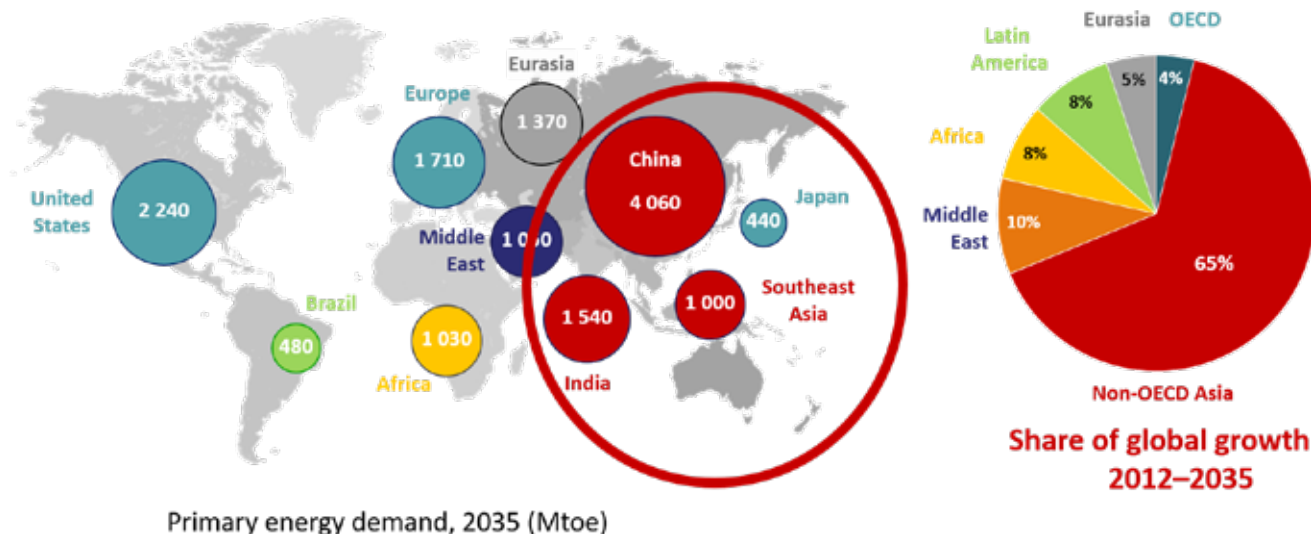 Eurasia
Europe
1 370
1 710
China
4 060
United
States
2 240
Japan
440
Middle
East
Southeast
Asia
1 000
1 540
India
Brazil
480
1 030
Africa
Primary energy demand, 2035 (Mtoe)
Eurasia OECD
Latin
America
5%
4%
8%
Africa
8%
Middle
East
10%
65%
Non-OECD Asia
Share of global growth
2012–2035